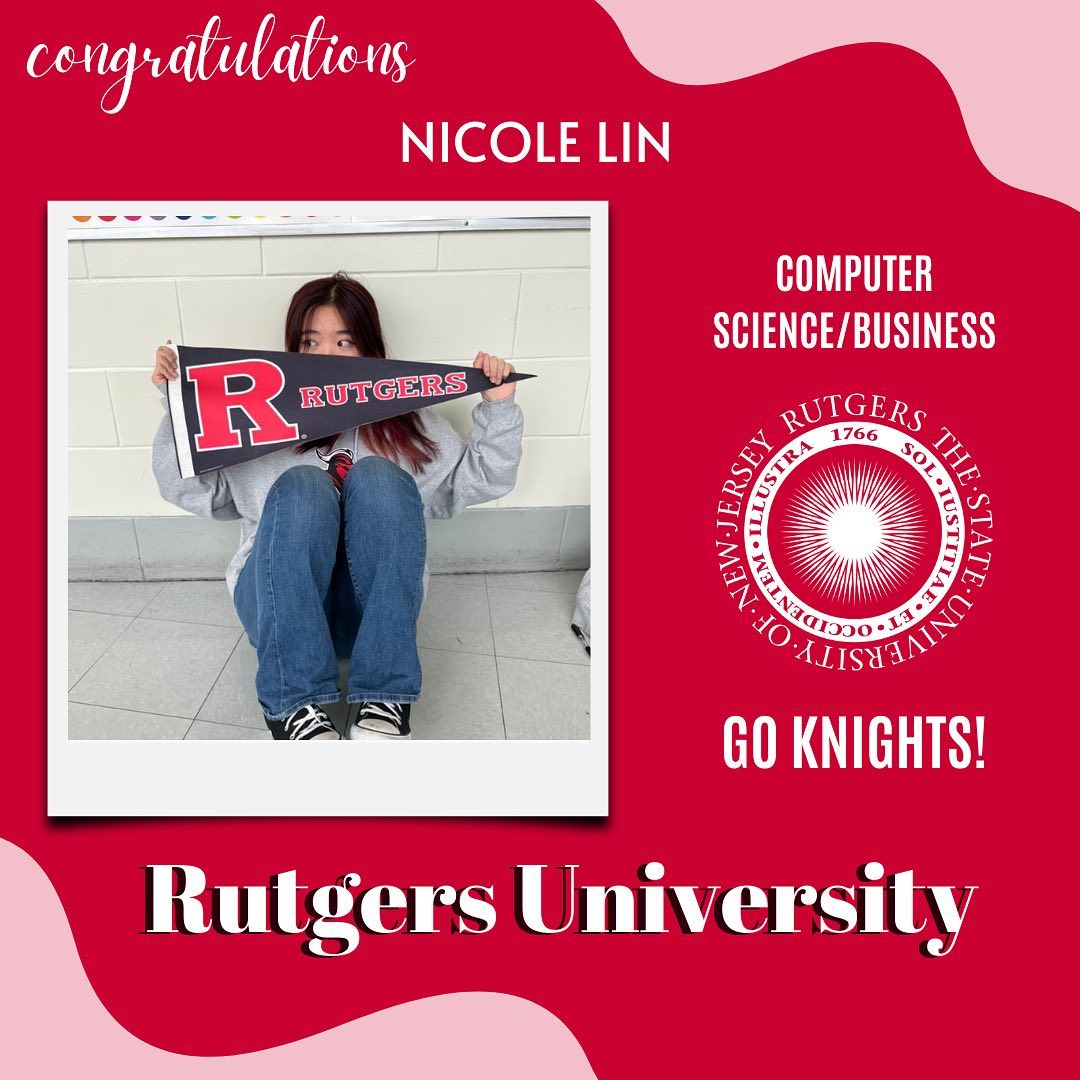 congratulations
NICOLE LIN
COMPUTER
SCIENCE/BUSINESS
R RUTGERS
RUTGERS THE·STATE·UNIVERSITY·OF·NEW·JERSEY
1766
SOL·IUSTITIAE·ET·OCCIDENTEM·ILLUSTRA
GO KNIGHTS!
Rutgers University